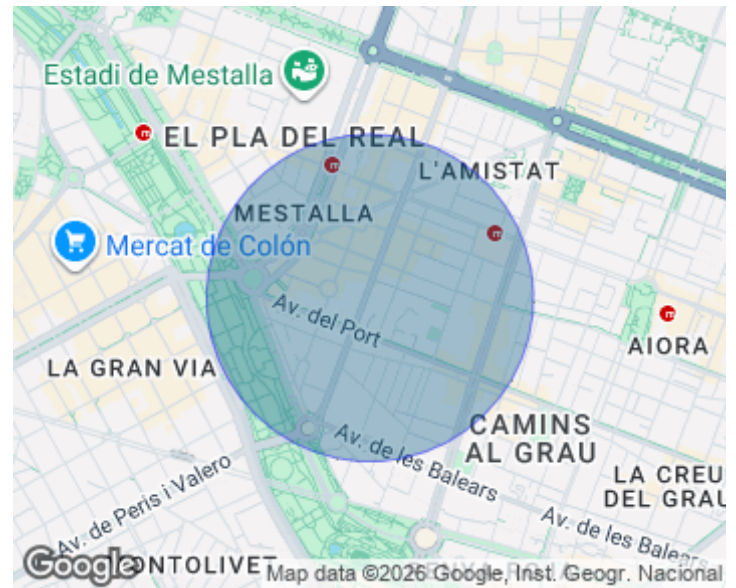 Estadi de Mestalla
EL PLA DEL REAL
L'AMISTAT
MESTALLA
Mercat de Colón
Av. del Port
AIORA
LA GRAN VIA
CAMINS
AL GRAU
Av. de les Balears
LA CREU
DEL GRAU
Av. de Peris i Valero
Av. de les Balears
Google
MONTOLIVET
Map data ©2026 Google, Inst. Geogr. Nacional